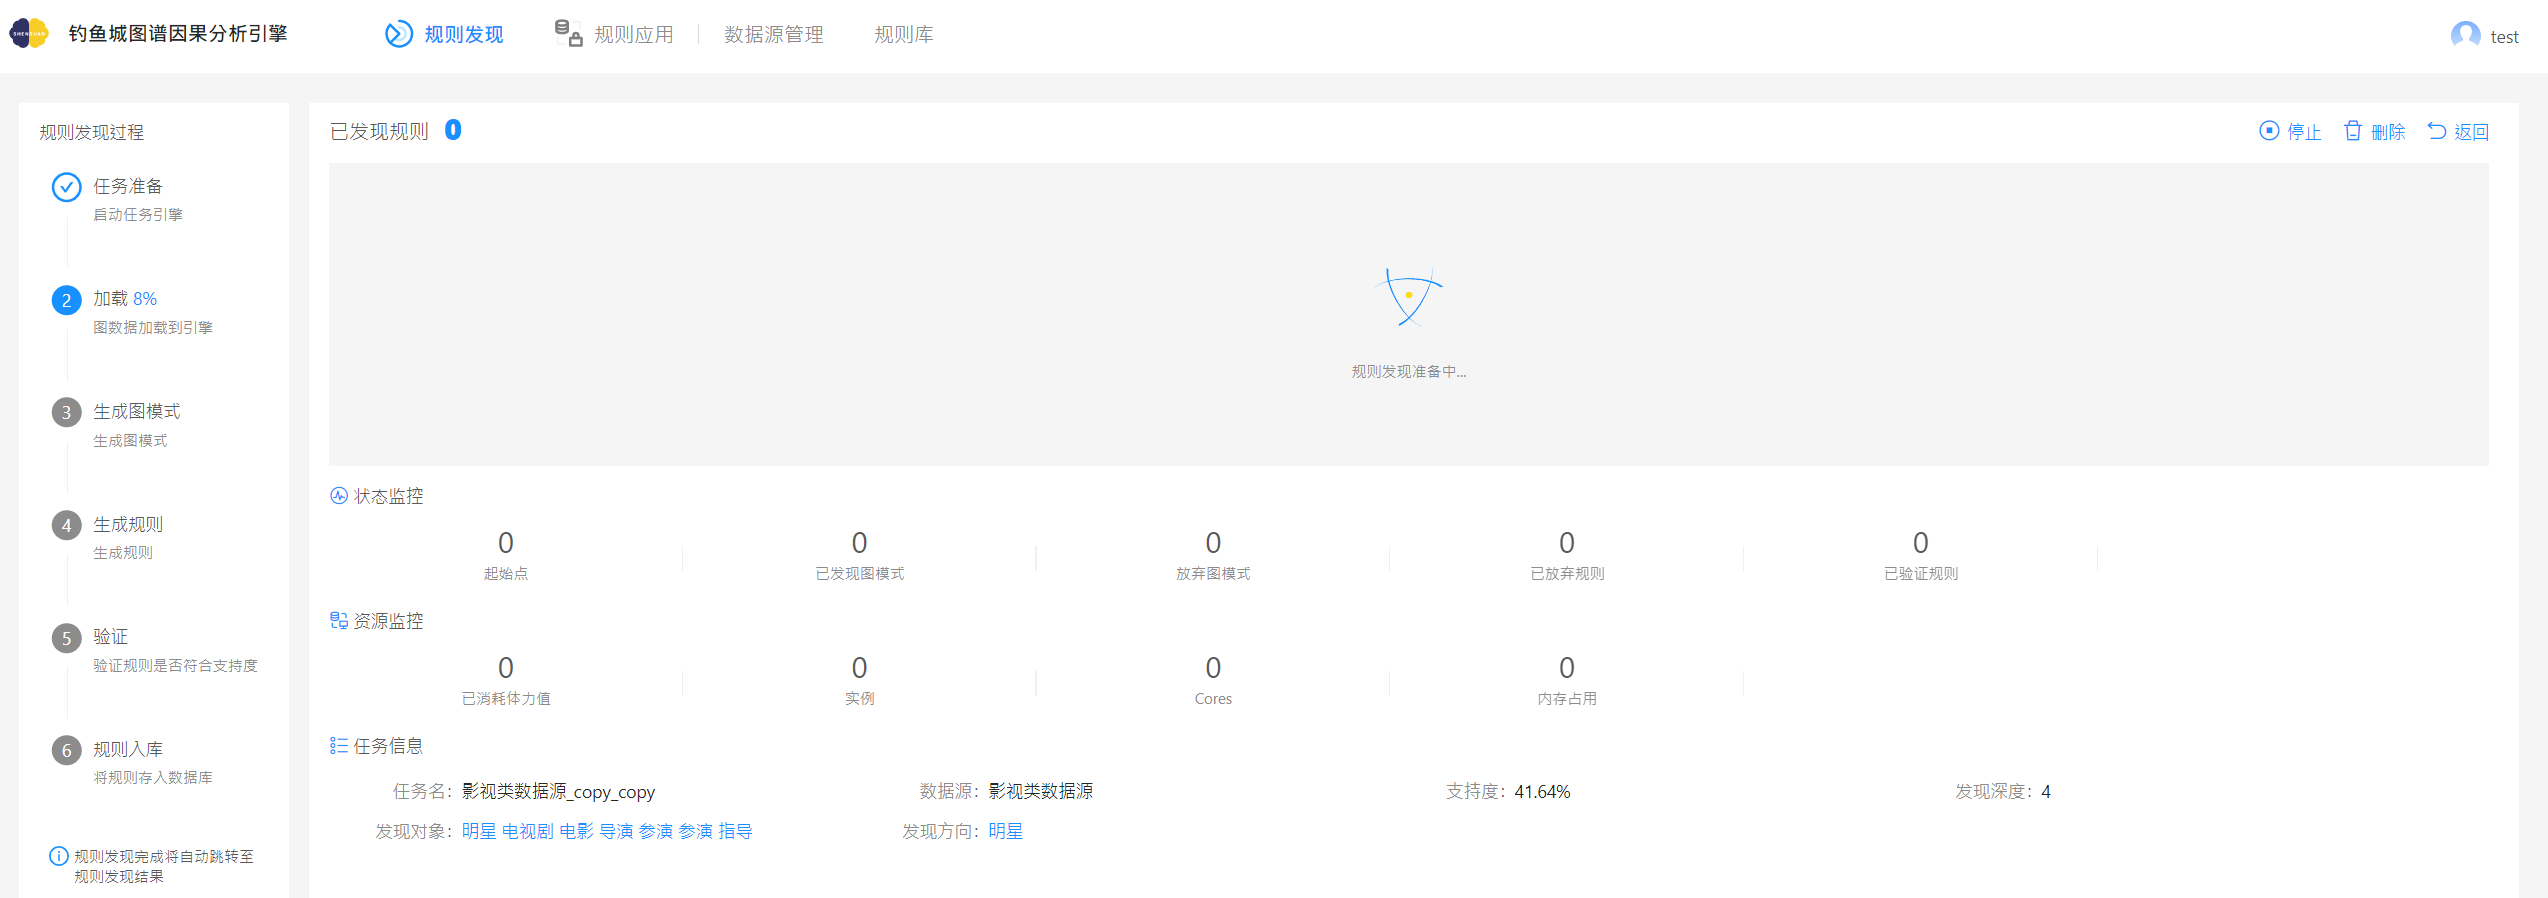 SHENSUAN
钓鱼城图谱因果分析引擎
规则发现
规则应用
数据源管理
规则库
test
规则发现过程
任务准备
启动任务引擎
2
加载 8%
图数据加载到引擎
3
生成图模式
生成图模式
4
生成规则
生成规则
5
验证
验证规则是否符合支持度
6
规则入库
将规则存入数据库
规则发现完成将自动跳转至
规则发现结果
已发现规则 0
停止
删除
返回
规则发现准备中...
状态监控
0
起始点
0
已发现图模式
0
放弃图模式
0
已放弃规则
0
已验证规则
资源监控
0
已消耗体力值
0
实例
0
Cores
0
内存占用
任务信息
任务名: 影视类数据源_copy_copy
数据源: 影视类数据源
支持度: 41.64%
发现深度: 4
发现对象: 明星 电视剧 电影 导演 参演 参演 指导
发现方向: 明星